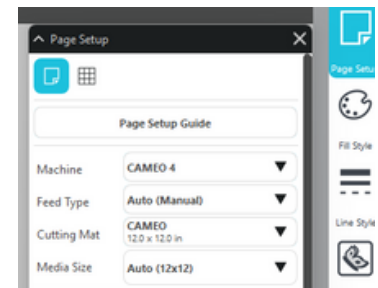 Page Setup
Page Setup Guide
Machine CAMEO 4
Feed Type Auto (Manual)
Cutting Mat CAMEO
12.0 x 12.0 in
Media Size Auto (12x12)
Page Setu
Fill Style
Line Style